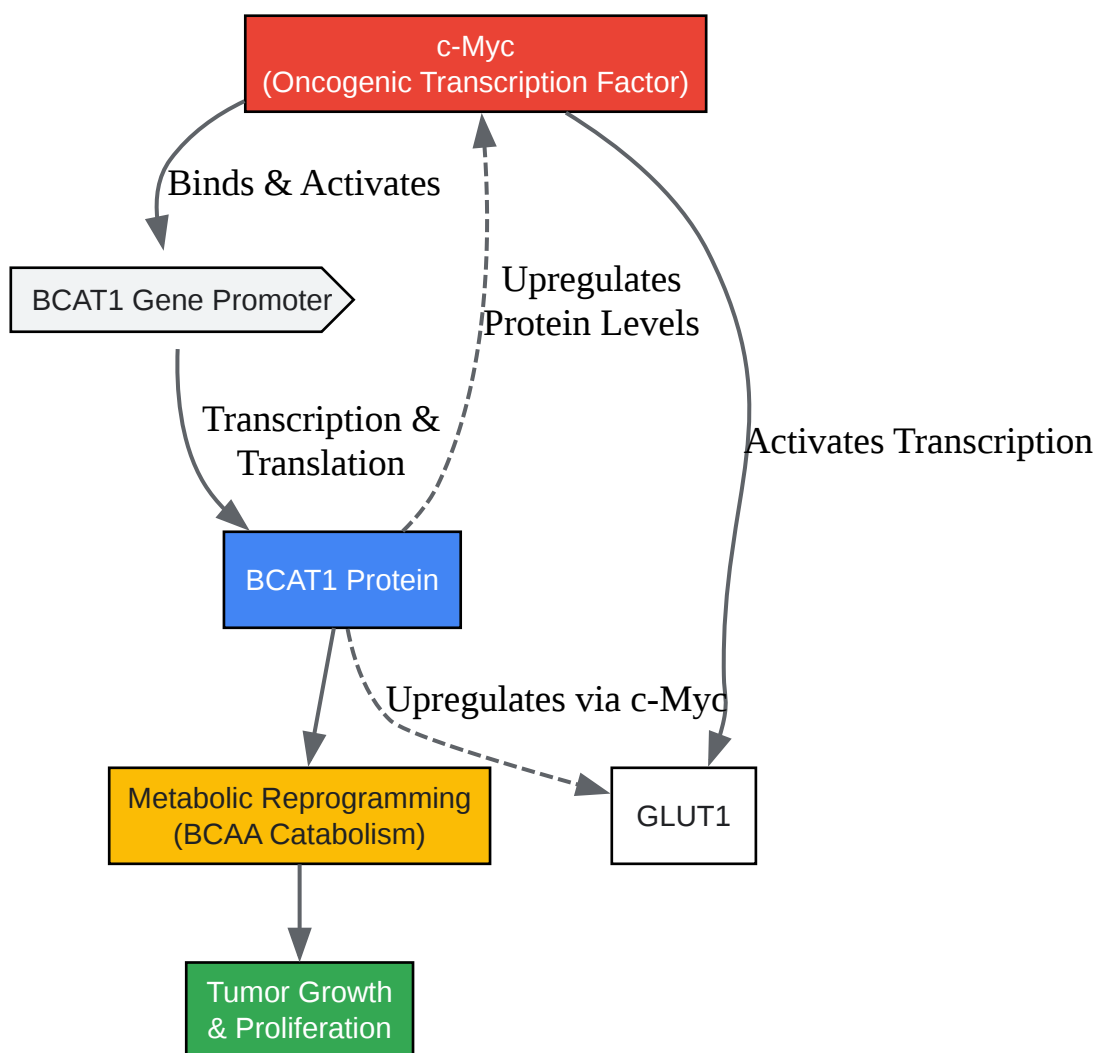 c-Myc
(Oncogenic Transcription Factor)
Binds & Activates
Upregulates
Protein Levels
BCAT1 Gene Promoter
Transcription &
Translation
Activates Transcription
BCAT1 Protein
Upregulates via c-Myc
Metabolic Reprogramming
(BCAA Catabolism)
GLUT1
Tumor Growth
& Proliferation